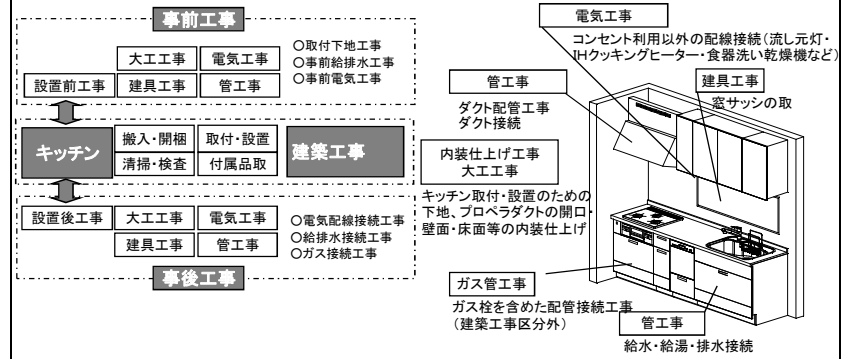 事前工事
大工工事
電気工事
設置前工事
建具工事
管工事
○取付下地工事
○事前給排水工事
○事前電気工事
キッチン
搬入・開梱
取付・設置
清掃・検査
付属品取
建築工事
設置後工事
大工工事
電気工事
建具工事
管工事
○電気配線接続工事
○給排水接続工事
○ガス接続工事
事後工事
電気工事
コンセント利用以外の配線接続(流し元灯・
IHクッキングヒーター・食器洗い乾燥機など)
管工事
ダクト配管工事
ダクト接続
建具工事
窓サッシの取
内装仕上げ工事
大工工事
キッチン取付・設置のための
下地、プロペラダクトの開口・
壁面・床面等の内装仕上げ
ガス管工事
ガス栓を含めた配管接続工事
(建築工事区分外)
管工事
給水・給湯・排水接続